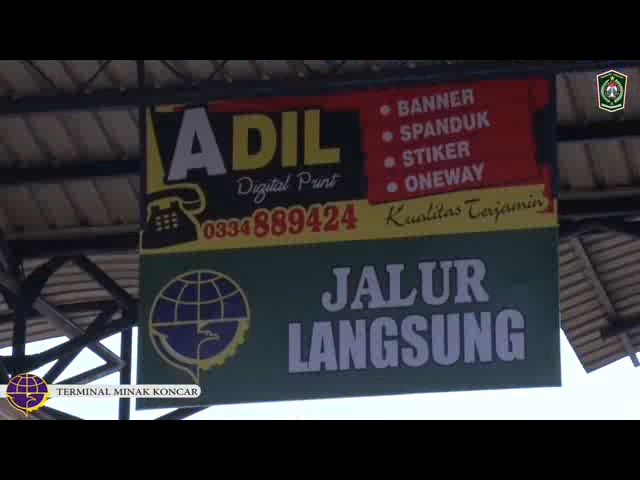 ADIL
Digital Print
0334 889424
• BANNER
• SPANDUK
• STIKER
• ONEWAY
Kualitas Terjamin
JALUR
LANGSUNG
TERMINAL MINAK KONCAR